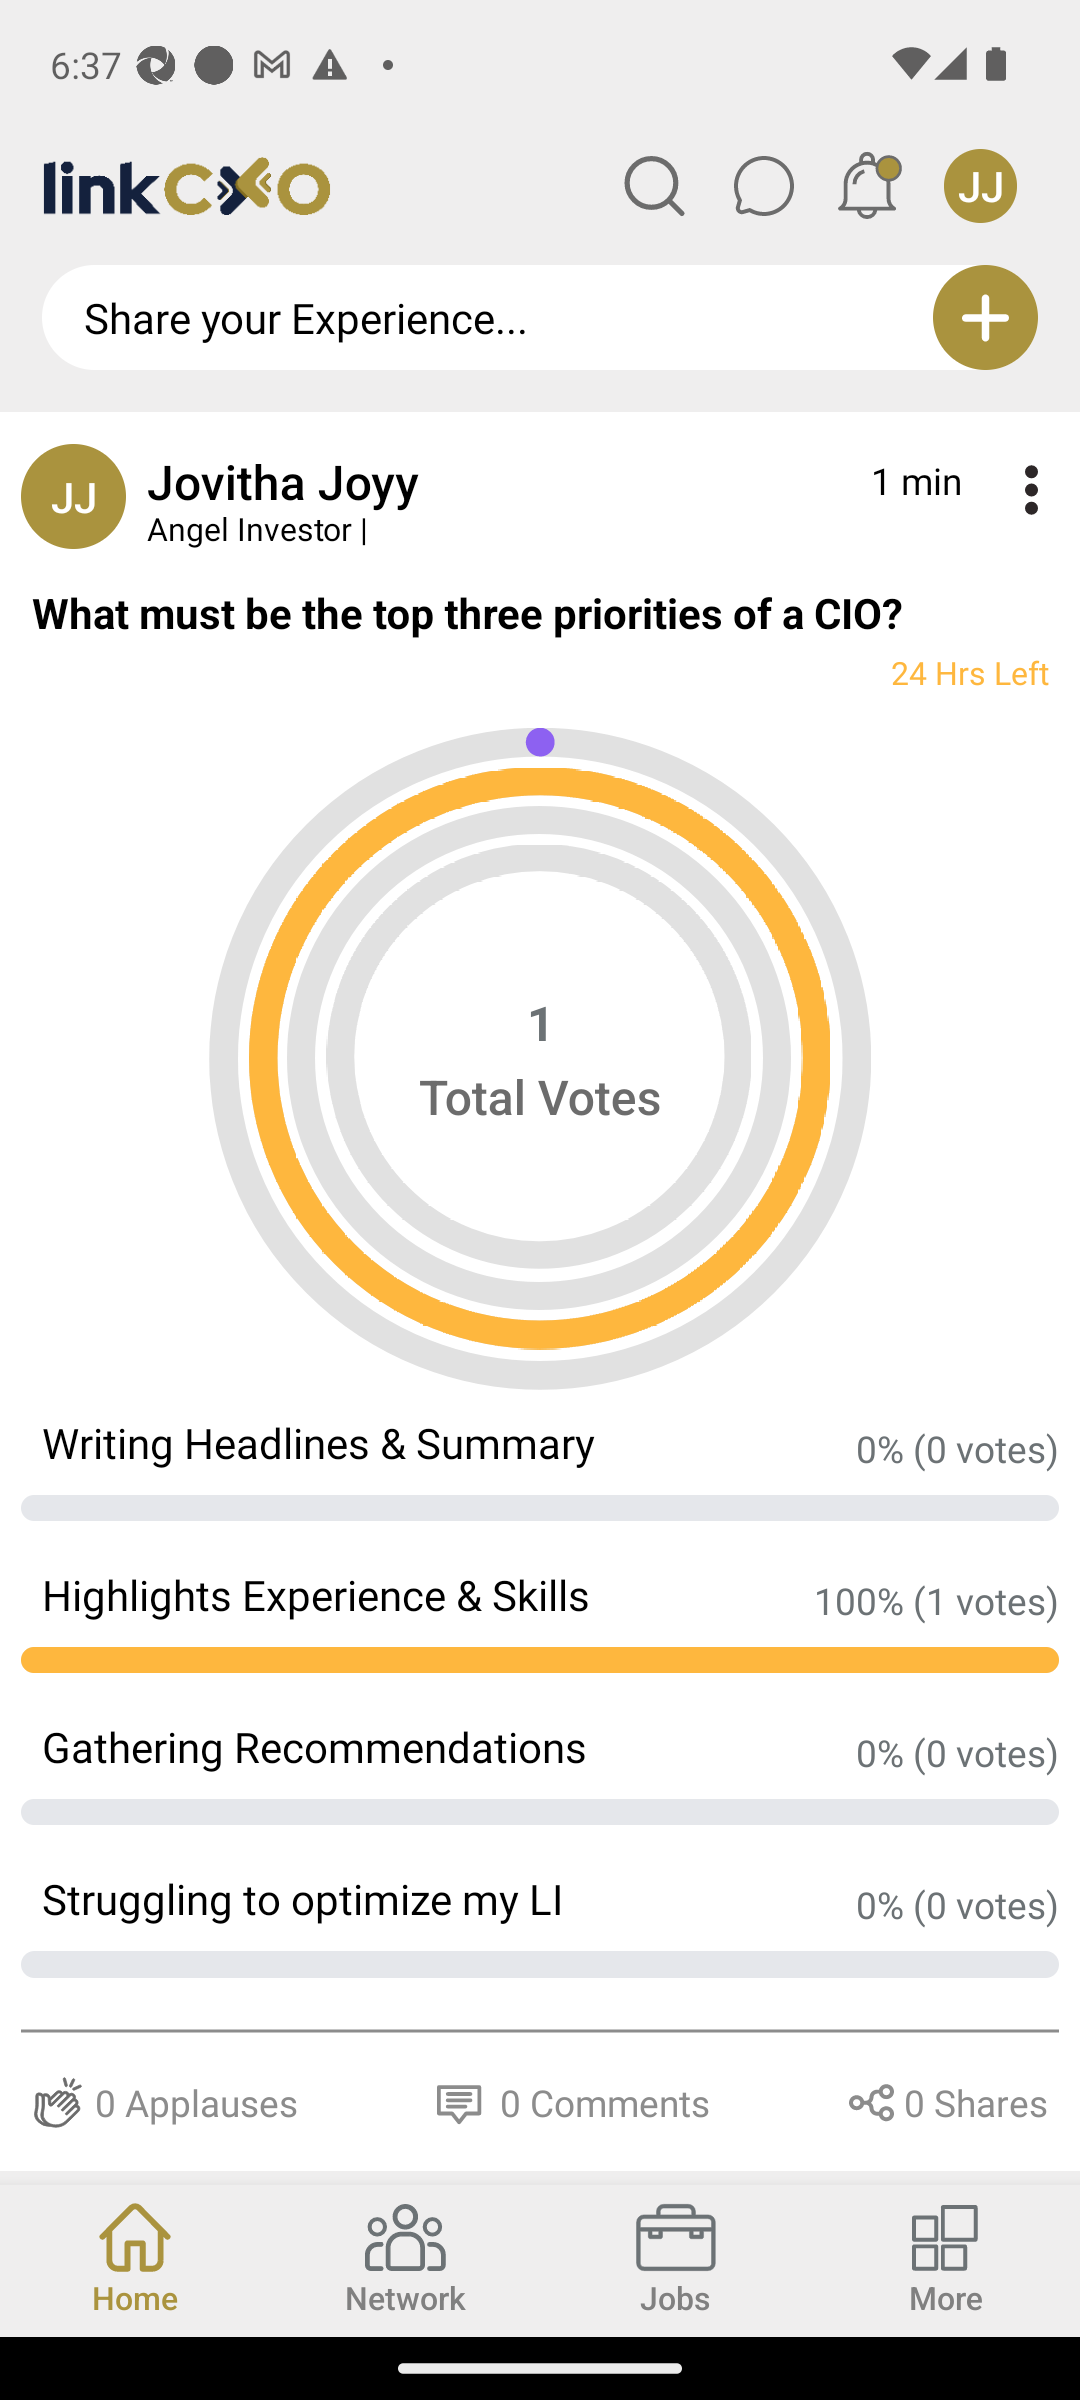 6:37
linkCXO
JJ
Share your Experience...
JJ
Jovitha Joyy
1 min
Angel Investor |
What must be the top three priorities of a CIO?
24 Hrs Left
1
Total Votes
Writing Headlines & Summary
0% (0 votes)
Highlights Experience & Skills
100% (1 votes)
Gathering Recommendations
0% (0 votes)
Struggling to optimize my LI
0% (0 votes)
0 Applauses
0 Comments
0 Shares
Home
Network
Jobs
More